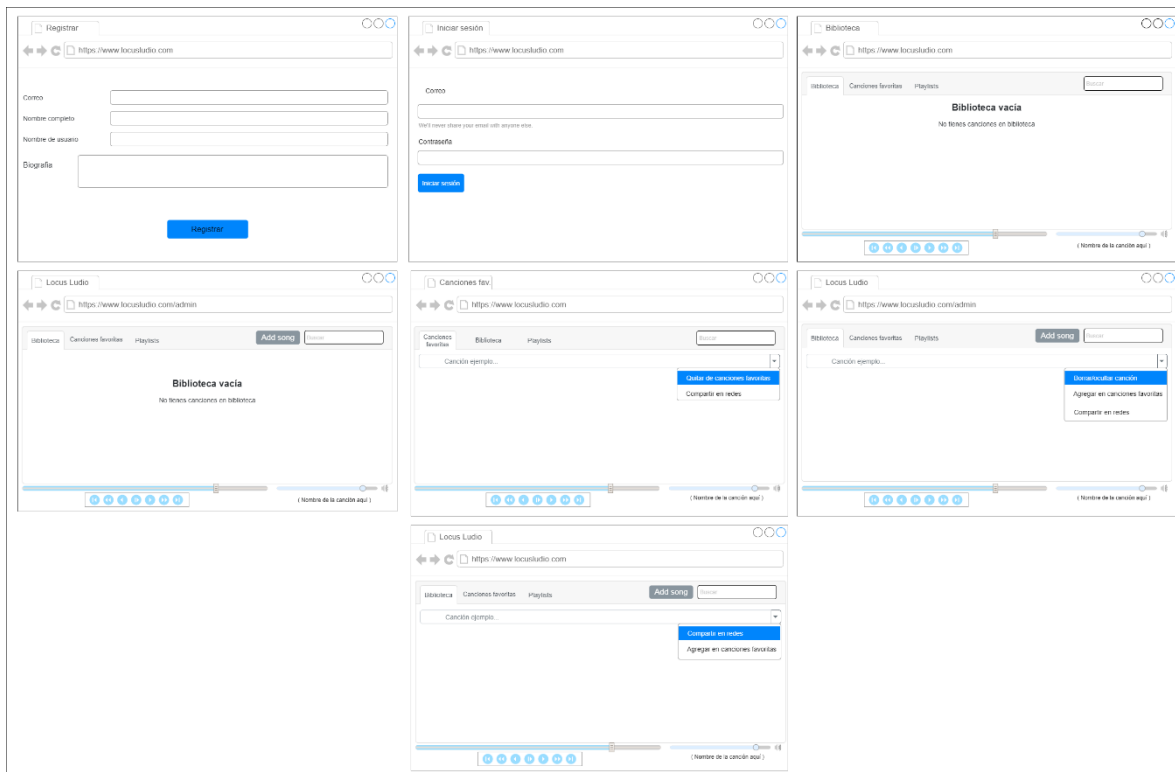 Registrar
https://www.locusludio.com
Correo
Nombre completo
Nombre de usuario
Biografía
Registrar
Iniciar sesión
https://www.locusludio.com
Correo
We'll never share your email with anyone else.
Contraseña
Iniciar sesión
Biblioteca
https://www.locusludio.com
Biblioteca Canciones favoritas Playlists Buscar
Biblioteca vacía
No tienes canciones en biblioteca
( Nombre de la canción aquí )
Locus Ludio
https://www.locusludio.com/admin
Biblioteca Canciones favoritas Playlists Add song Buscar
Biblioteca vacía
No tienes canciones en biblioteca
( Nombre de la canción aquí )
Canciones fav.
https://www.locusludio.com
Canciones
favoritas Biblioteca Playlists Buscar
Canción ejemplo...
Quitar de canciones favoritas
Compartir en redes
( Nombre de la canción aquí )
Locus Ludio
https://www.locusludio.com/admin
Biblioteca Canciones favoritas Playlists Add song Buscar
Canción ejemplo...
Borrar/ocultar canción
Agregar en canciones favoritas
Compartir en redes
( Nombre de la canción aquí )
Locus Ludio
https://www.locusludio.com
Biblioteca Canciones favoritas Playlists Add song Buscar
Canción ejemplo...
Compartir en redes
Agregar en canciones favoritas
( Nombre de la canción aquí )